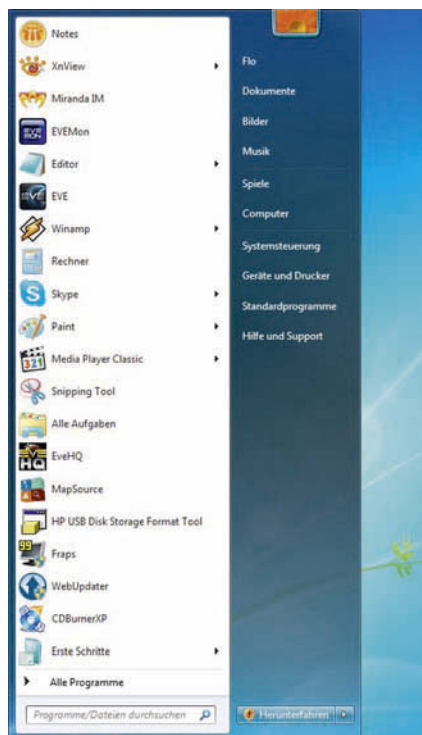 Notes
XnView
Miranda IM
EVEMon
Editor
EVE
Winamp
Rechner
Skype
Paint
Media Player Classic
Snipping Tool
Alle Aufgaben
EveHQ
MapSource
HP USB Disk Storage Format Tool
Fraps
WebUpdater
CDBurnerXP
Erste Schritte
Alle Programme
Programme/Dateien durchsuchen
Flo
Dokumente
Bilder
Musik
Spiele
Computer
Systemsteuerung
Geräte und Drucker
Standardprogramme
Hilfe und Support
Herunterfahren